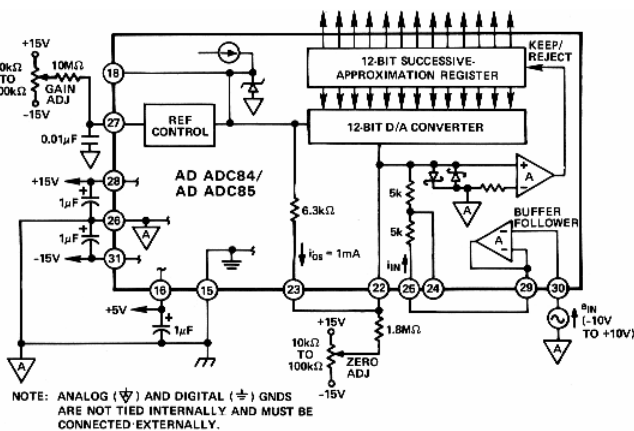 +15V
0kΩ
TO
00kΩ
-15V
10MΩ
GAIN
ADJ
0.01µF
18
27
REF
CONTROL
12-BIT SUCCESSIVE-
APPROXIMATION REGISTER
KEEP/
REJECT
12-BIT D/A CONVERTER
AD ADC84/
AD ADC85
+15V
28
1µF
26
A
1µF
-15V
31
6.3kΩ
iOS = 1mA
5k
5k
iIN
A
+
-
A
BUFFER
FOLLOWER
A
16
15
23
22
25
24
29
30
+5V
1µF
A
+15V
10kΩ
TO
100kΩ
-15V
1.8MΩ
ZERO
ADJ
eIN
(-10V
TO +10V)
A
NOTE: ANALOG (A) AND DIGITAL (⏚) GNDS
ARE NOT TIED INTERNALLY AND MUST BE
CONNECTED EXTERNALLY.